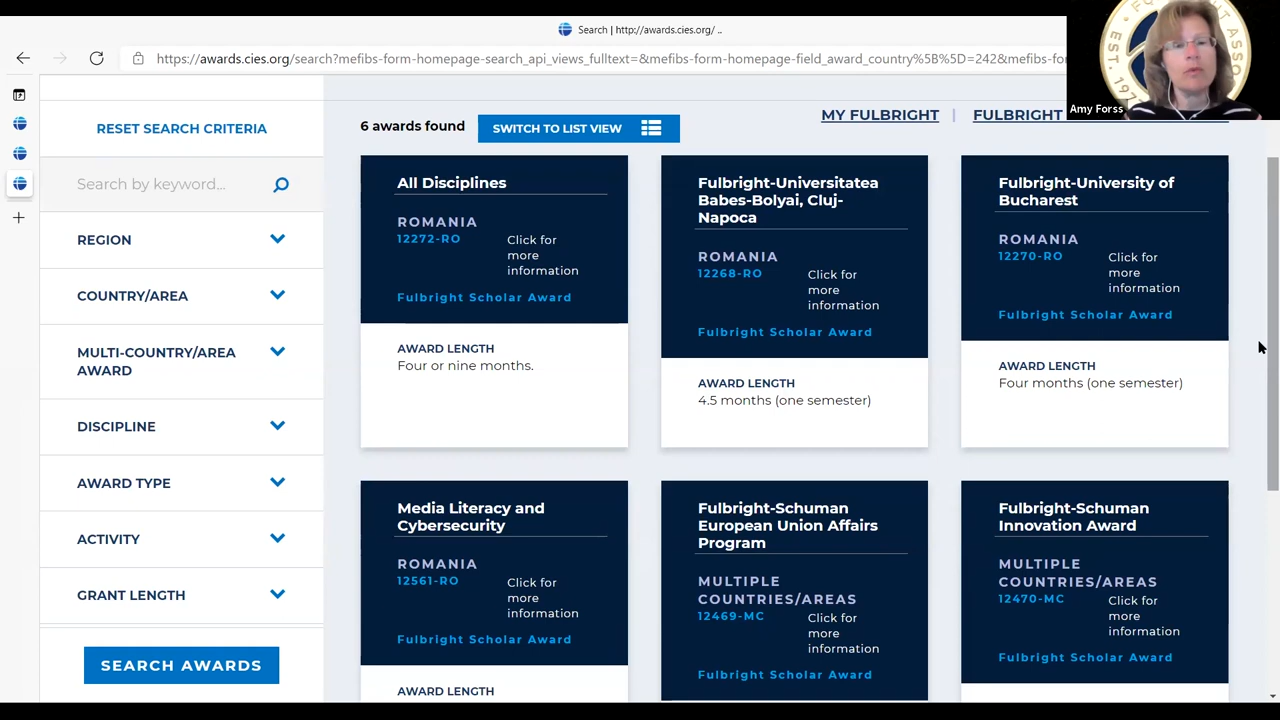 Search | http://awards.cies.org/ ..
https://awards.cies.org/search?mefibs-form-homepage-search_api_views_fulltext=&mefibs-form-homepage-field_award_country%5B%5D=242&mefibs-fo
Amy Forss
RESET SEARCH CRITERIA
Search by keyword...
REGION
COUNTRY/AREA
MULTI-COUNTRY/AREA
AWARD
DISCIPLINE
AWARD TYPE
ACTIVITY
GRANT LENGTH
SEARCH AWARDS
6 awards found
SWITCH TO LIST VIEW
MY FULBRIGHT | FULBRIGHT
All Disciplines
ROMANIA
12272-RO
Click for
more
information
Fulbright Scholar Award
AWARD LENGTH
Four or nine months.
Fulbright-Universitatea
Babes-Bolyai, Cluj-
Napoca
ROMANIA
12268-RO
Click for
more
information
Fulbright Scholar Award
AWARD LENGTH
4.5 months (one semester)
Fulbright-University of
Bucharest
ROMANIA
12270-RO
Click for
more
information
Fulbright Scholar Award
AWARD LENGTH
Four months (one semester)
Media Literacy and
Cybersecurity
ROMANIA
12561-RO
Click for
more
information
Fulbright Scholar Award
AWARD LENGTH
Fulbright-Schuman
European Union Affairs
Program
MULTIPLE
COUNTRIES/AREAS
12469-MC
Click for
more
information
Fulbright Scholar Award
Fulbright-Schuman
Innovation Award
MULTIPLE
COUNTRIES/AREAS
12470-MC
Click for
more
information
Fulbright Scholar Award